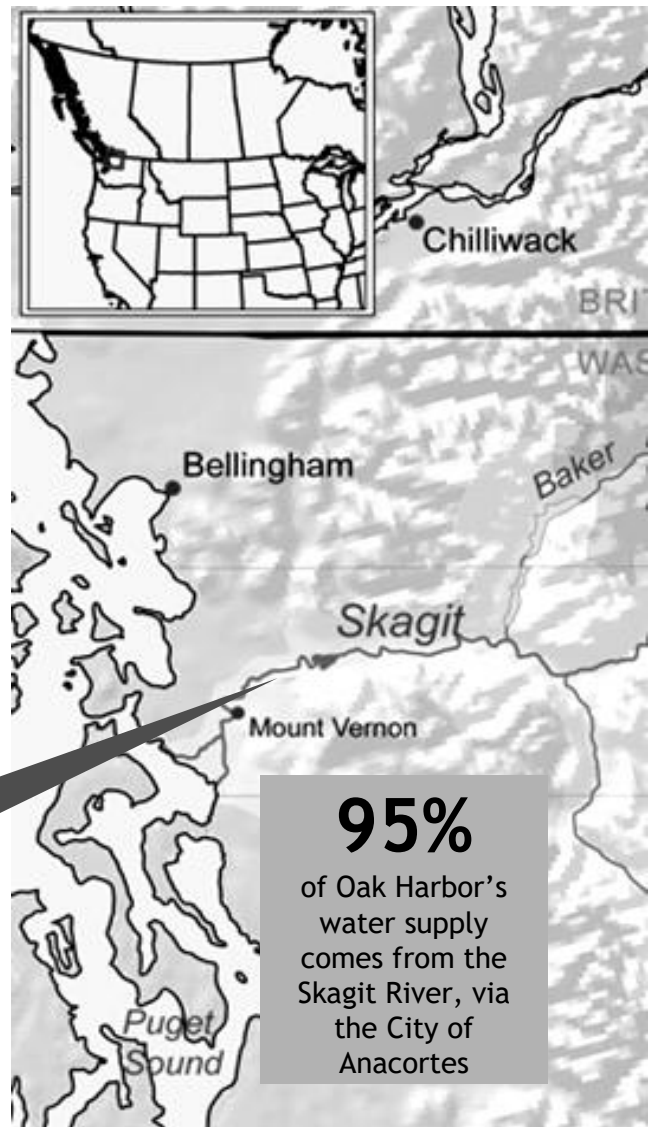 Chilliwack
BRIT
WAS
Bellingham
Baker
Skagit
Mount Vernon
95%
of Oak Harbor’s
water supply
comes from the
Skagit River, via
the City of
Anacortes
Puget
Sound